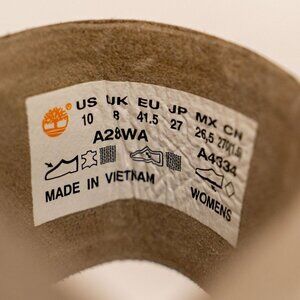 US UK EU JP MX CN
10 8 41.5 27 26,5 270(1.5)
A28WA A4334
MADE IN VIETNAM WOMENS